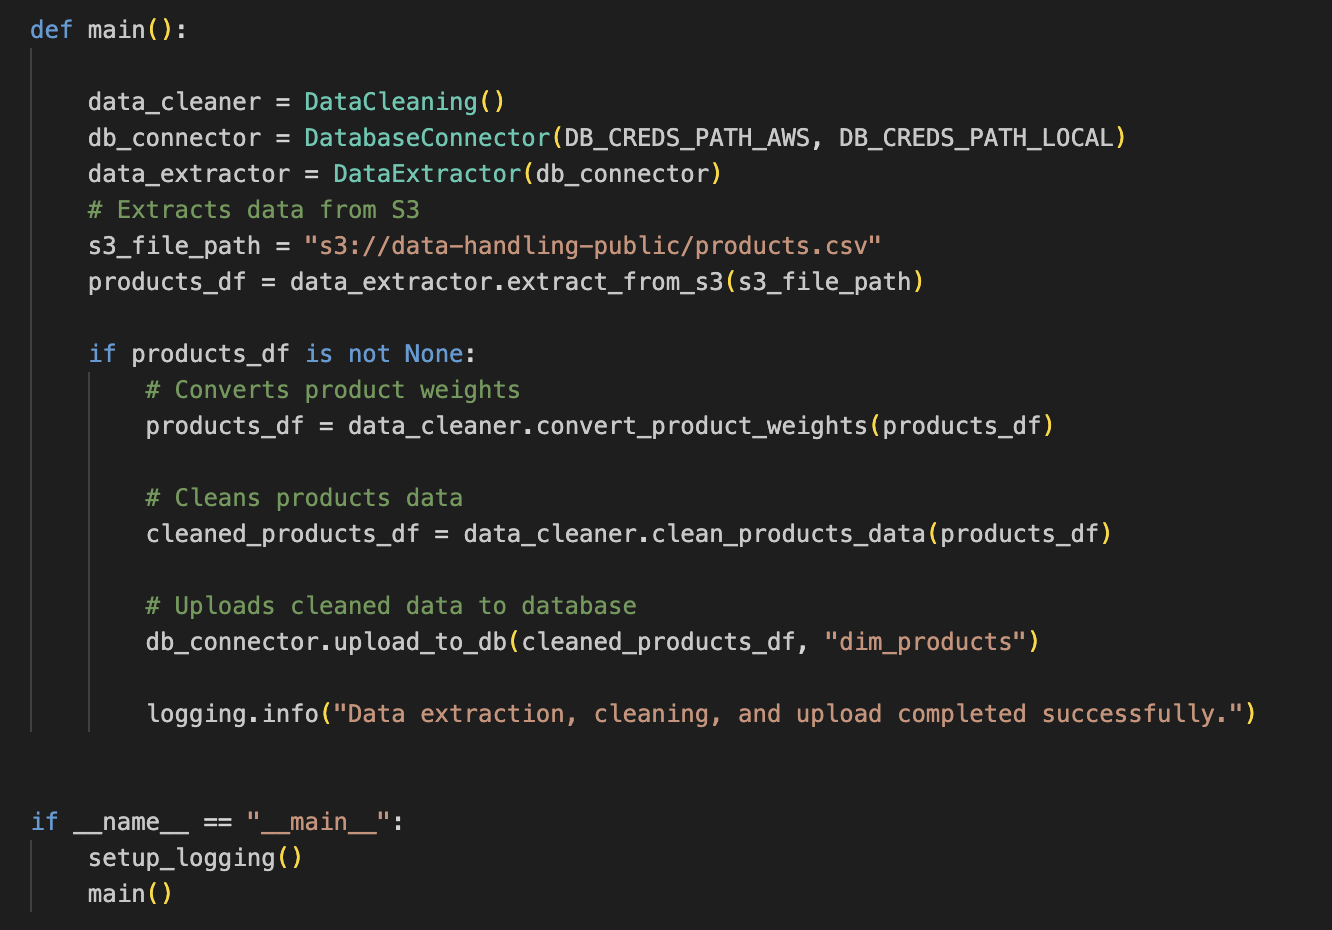 def main():
data_cleaner = DataCleaning()
db_connector = DatabaseConnector(DB_CREDS_PATH_AWS, DB_CREDS_PATH_LOCAL)
data_extractor = DataExtractor(db_connector)
# Extracts data from S3
s3_file_path = "s3://data-handling-public/products.csv"
products_df = data_extractor.extract_from_s3(s3_file_path)
if products_df is not None:
# Converts product weights
products_df = data_cleaner.convert_product_weights(products_df)
# Cleans products data
cleaned_products_df = data_cleaner.clean_products_data(products_df)
# Uploads cleaned data to database
db_connector.upload_to_db(cleaned_products_df, "dim_products")
logging.info("Data extraction, cleaning, and upload completed successfully.")
if __name__ == "__main__":
setup_logging()
main()